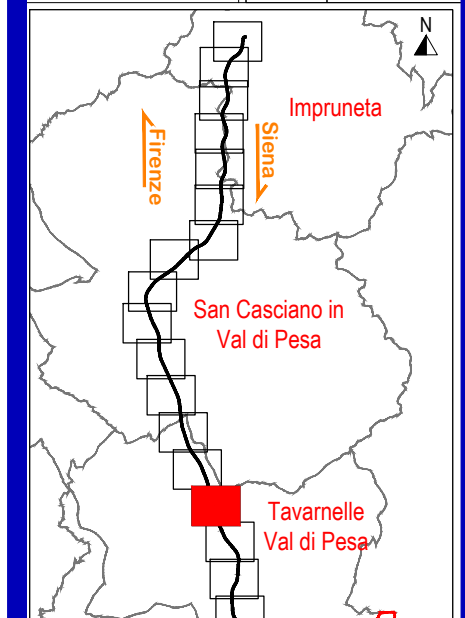 N
Impruneta
Firenze
Siena
San Casciano in
Val di Pesa
Tavarnelle
Val di Pesa